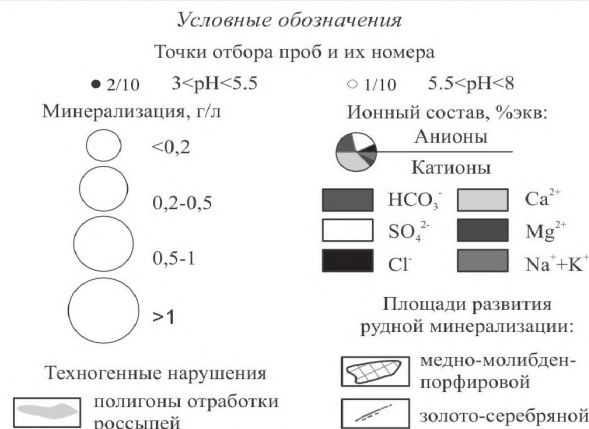 Условные обозначения
Точки отбора проб и их номера
2/10 3<pH<5.5
1/10 5.5<pH<8
Минерализация, г/л
<0,2
0,2-0,5
0,5-1
>1
Ионный состав, %экв:
Анионы
Катионы
HCO₃⁻
Ca²⁺
SO₄²⁻
Mg²⁺
Cl⁻
Na⁺+K⁺
Площади развития
рудной минерализации:
медно-молибден-
порфировой
золото-серебряной
Техногенные нарушения
полигоны отработки
россыпей